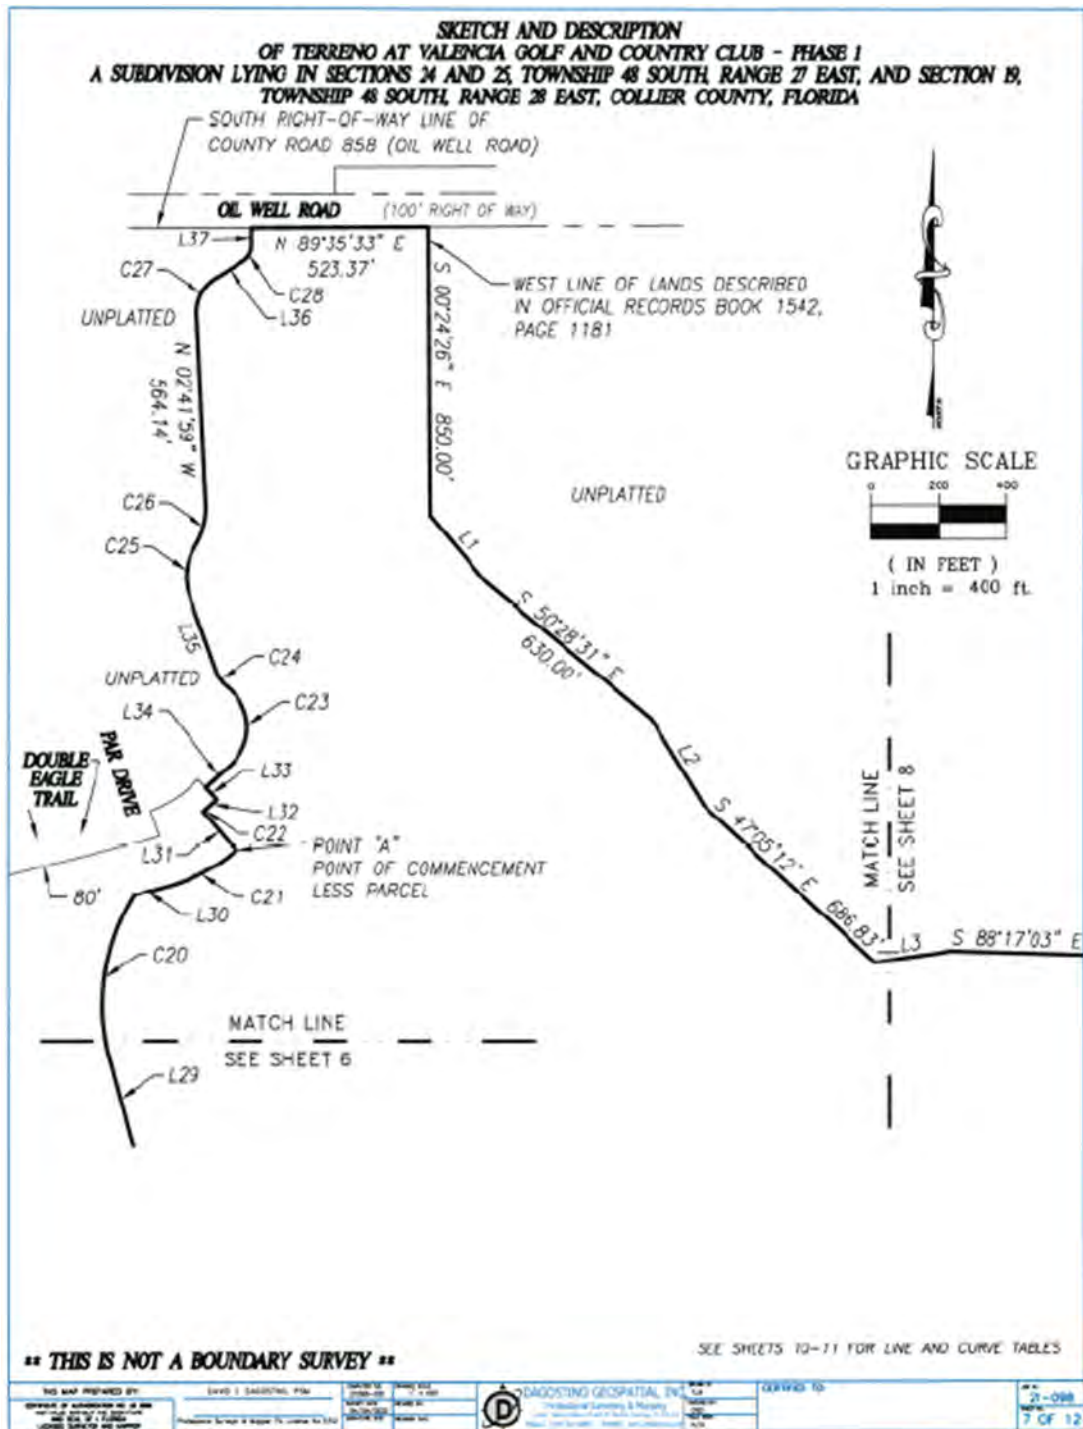 SKETCH AND DESCRIPTION
OF TERRENO AT VALENCIA GOLF AND COUNTRY CLUB - PHASE 1
A SUBDIVISION LYING IN SECTIONS 24 AND 25, TOWNSHIP 48 SOUTH, RANGE 27 EAST, AND SECTION 19,
TOWNSHIP 48 SOUTH, RANGE 28 EAST, COLLIER COUNTY, FLORIDA
SOUTH RIGHT-OF-WAY LINE OF
COUNTY ROAD 858 (OIL WELL ROAD)
OIL WELL ROAD (100' RIGHT OF WAY)
L37
N 89°35'33" E
523.37'
C27
C28
L36
UNPLATTED
S 00°24'26" E 850.00'
WEST LINE OF LANDS DESCRIBED
IN OFFICIAL RECORDS BOOK 1542,
PAGE 1181
N 02°41'59" W
564.14'
GRAPHIC SCALE
0 200 400
( IN FEET )
1 inch = 400 ft.
UNPLATTED
C26
C25
L1
S 50°28'31" E
630.00'
L35
C24
UNPLATTED
C23
L34
PAR DRIVE
DOUBLE
EAGLE
TRAIL
L33
L32
C22
L31
L2
S 47°05'12" E 686.83'
MATCH LINE
SEE SHEET 8
POINT "A"
POINT OF COMMENCEMENT
LESS PARCEL
80'
C21
L30
L3
S 88°17'03" E
C20
MATCH LINE
SEE SHEET 6
L29
SEE SHEETS 10-11 FOR LINE AND CURVE TABLES
** THIS IS NOT A BOUNDARY SURVEY **
THIS MAP PREPARED BY:
DAGOSTINO GEOSPATIAL, INC
Professional Surveying & Mapping
CERTIFIED TO:
21-098
7 OF 12